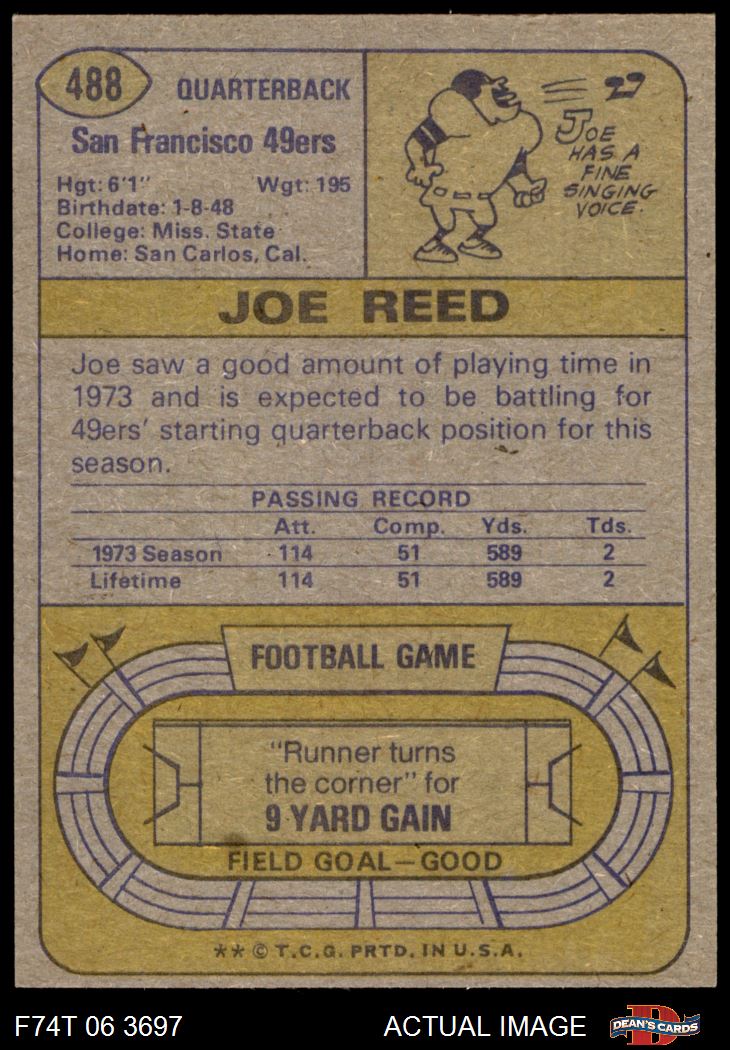 488
QUARTERBACK
San Francisco 49ers
Hgt: 6'1" Wgt: 195
Birthdate: 1-8-48
College: Miss. State
Home: San Carlos, Cal.
JOE
HAS A
FINE
SINGING
VOICE.
JOE REED
Joe saw a good amount of playing time in
1973 and is expected to be battling for
49ers' starting quarterback position for this
season.
PASSING RECORD
Att. Comp. Yds. Tds.
1973 Season 114 51 589 2
Lifetime 114 51 589 2
FOOTBALL GAME
"Runner turns
the corner" for
9 YARD GAIN
FIELD GOAL—GOOD
** © T.C.G. PRTD. IN U.S.A.
F74T 06 3697 ACTUAL IMAGE D DEAN'S CARDS